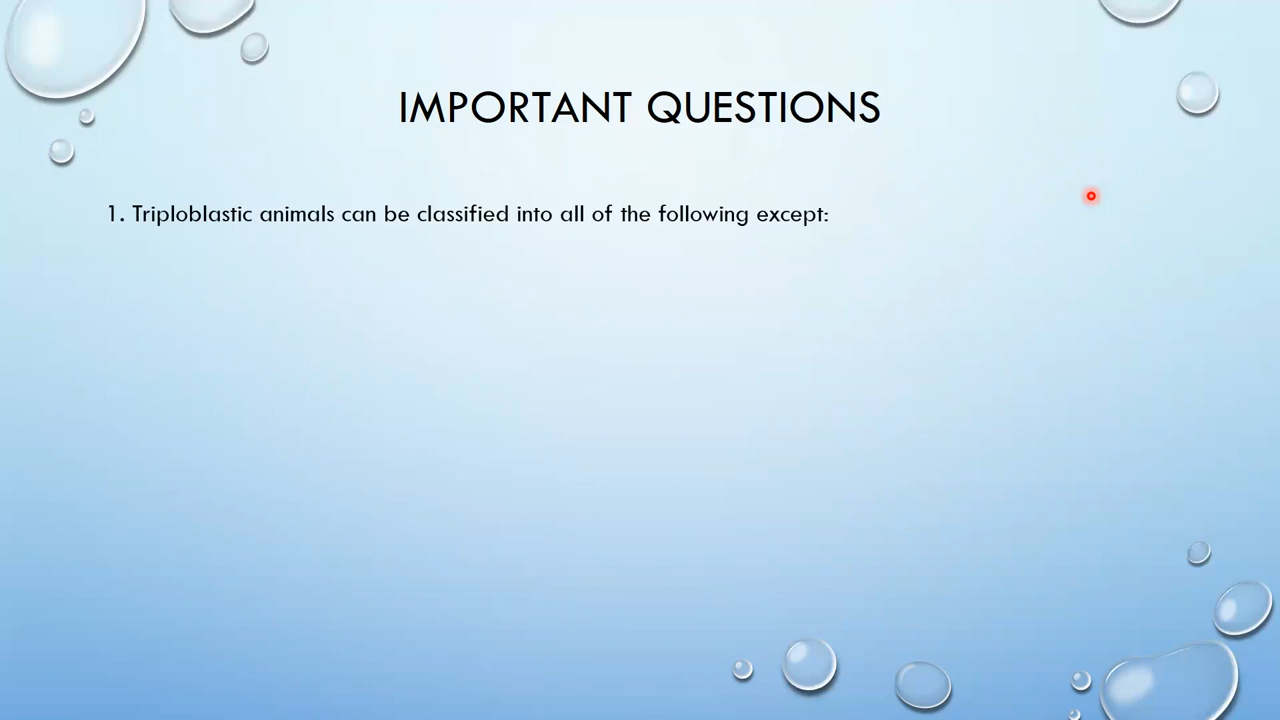 IMPORTANT QUESTIONS
1. Triploblastic animals can be classified into all of the following except: